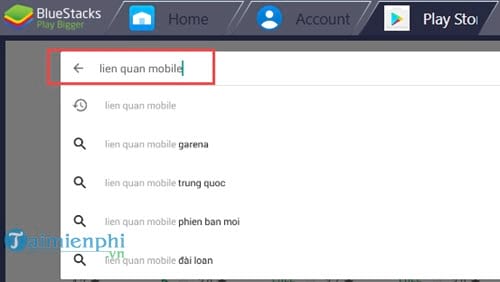 BlueStacks
Play Bigger
Home
Account
Play Stor
lien quan mobile
lien quan mobile
lien quan mobile garena
lien quan mobile trung quoc
lien quan mobile phien ban moi
lien quan mobile đài loan
Taimienphi
.vn